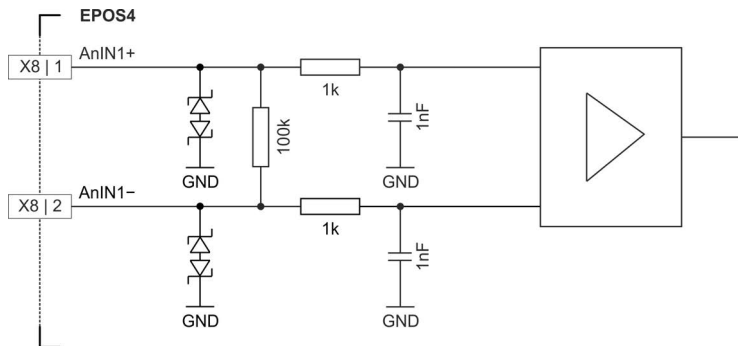 EPOS4
X8 | 1
AnIN1+
1k
100k
1nF
GND
GND
X8 | 2
AnIN1−
1k
1nF
GND
GND